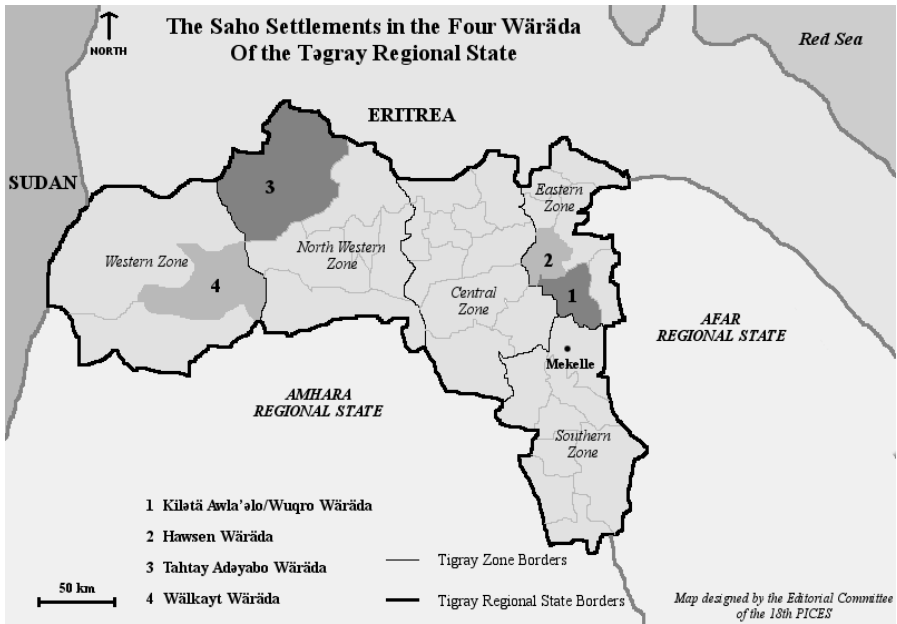 The Saho Settlements in the Four Wäräda
Of the Təgray Regional State
NORTH
Red Sea
ERITREA
SUDAN
3
Eastern
Zone
Western Zone
North Western
Zone
2
4
1
Central
Zone
AFAR
REGIONAL STATE
Mekelle
AMHARA
REGIONAL STATE
Southern
Zone
1 Kilətä Awla'əlo/Wuqro Wäräda
2 Hawsen Wäräda
3 Tahtay Adəyabo Wäräda
4 Wälkayt Wäräda
Tigray Zone Borders
Tigray Regional State Borders
50 km
Map designed by the Editorial Committee
of the 18th PICES